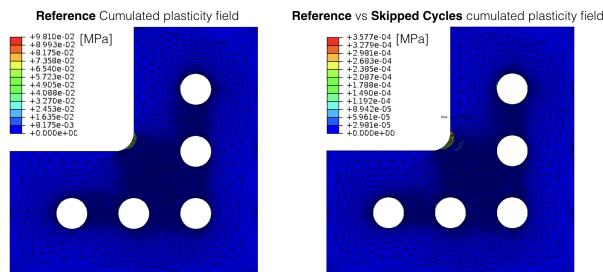 Reference Cumulated plasticity field
+9.810e-02
+8.993e-02
+8.175e-02
+7.358e-02
+6.540e-02
+5.723e-02
+4.905e-02
+4.088e-02
+3.270e-02
+2.453e-02
+1.635e-02
+8.175e-03
+0.000e+00
[MPa]
Reference vs Skipped Cycles cumulated plasticity field
+3.577e-04
+3.279e-04
+2.981e-04
+2.683e-04
+2.385e-04
+2.087e-04
+1.788e-04
+1.490e-04
+1.192e-04
+8.942e-05
+5.961e-05
+2.981e-05
+0.000e+00
[MPa]